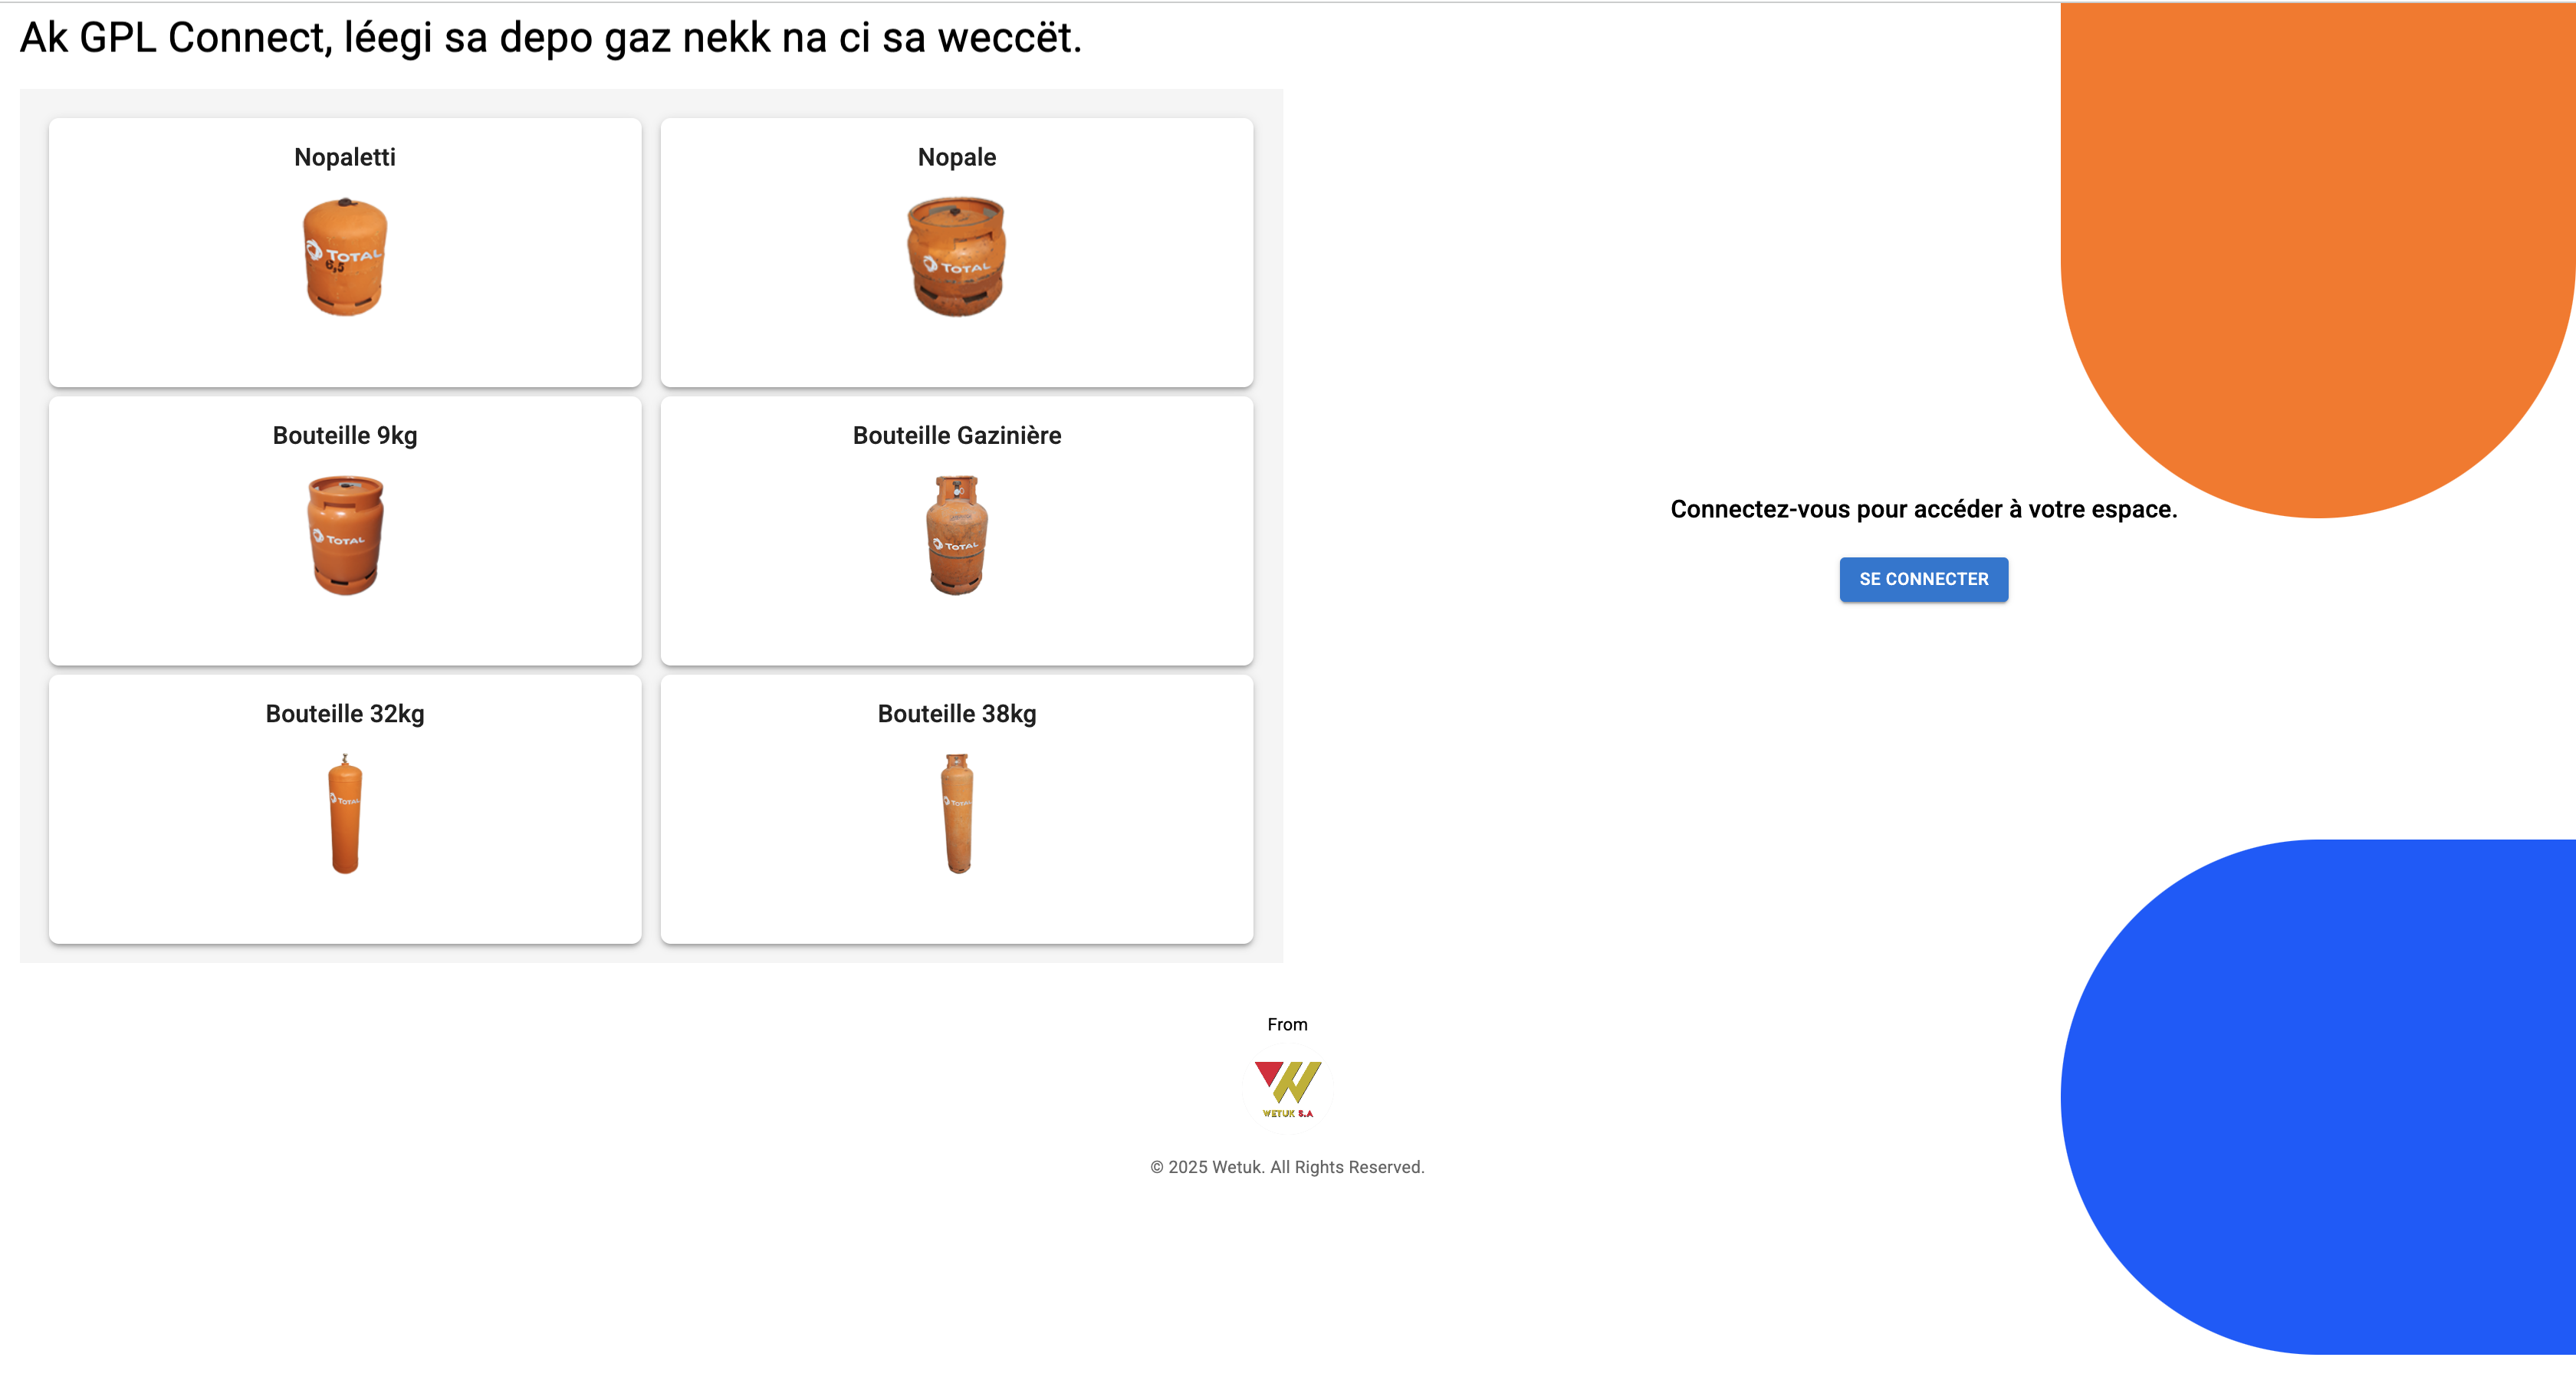 Ak GPL Connect, léegi sa depo gaz nekk na ci sa weccët.
Nopaletti
TOTAL
6,5
Nopale
TOTAL
Bouteille 9kg
TOTAL
Bouteille Gazinière
TOTAL
Bouteille 32kg
TOTAL
Bouteille 38kg
TOTAL
Connectez-vous pour accéder à votre espace.
SE CONNECTER
From
WETUK S.A
© 2025 Wetuk. All Rights Reserved.